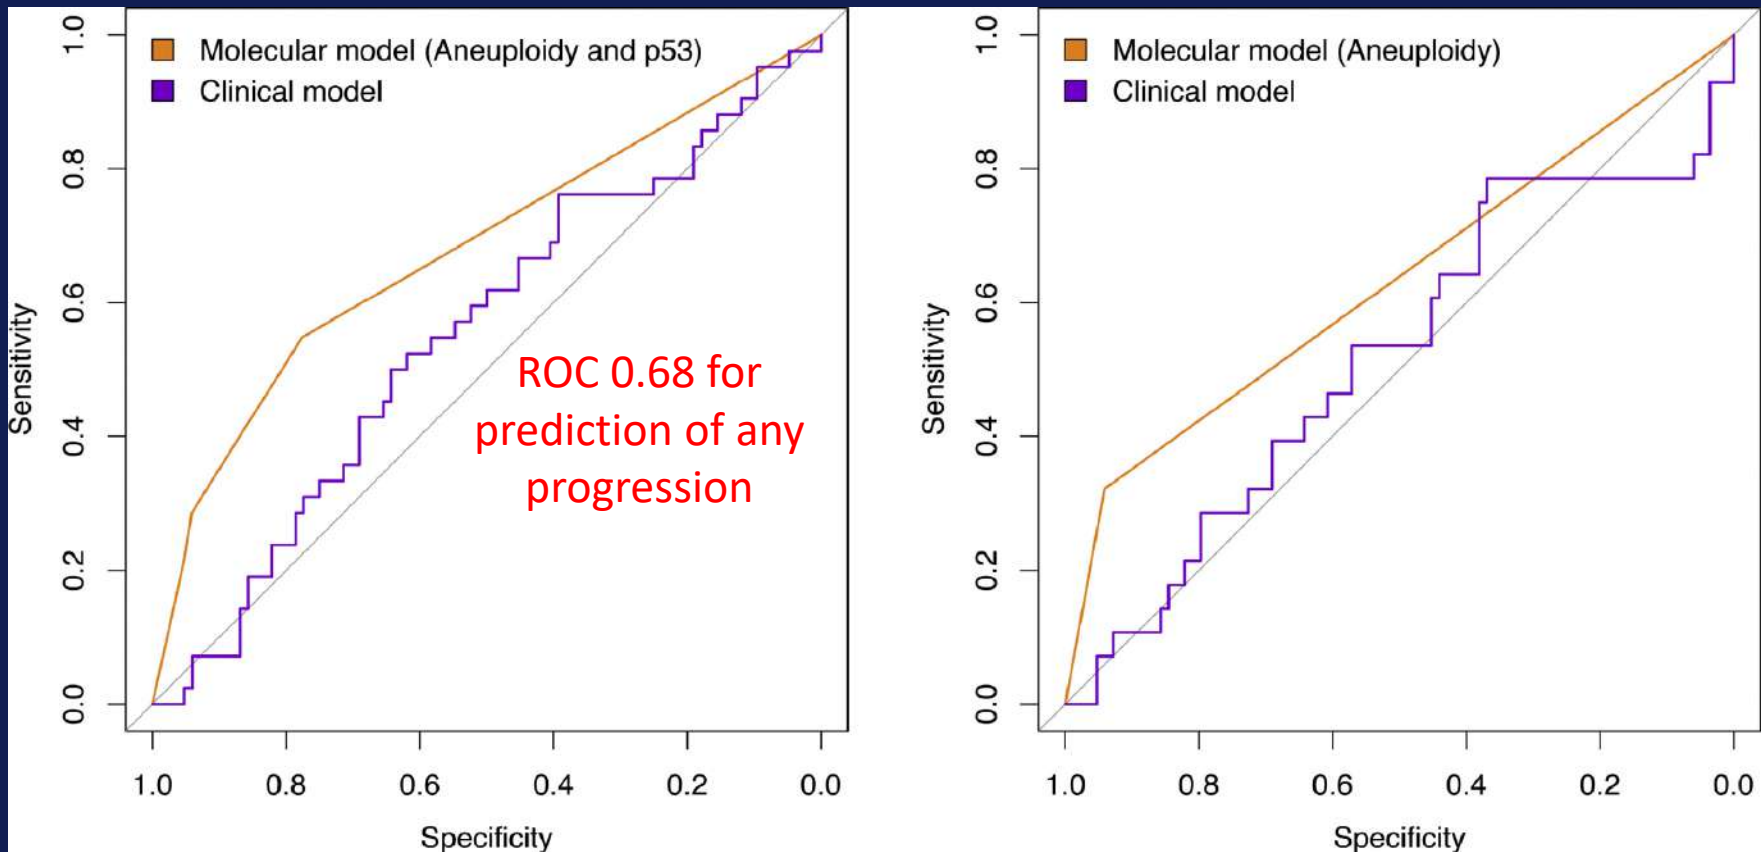 Molecular model (Aneuploidy and p53)
Clinical model
Sensitivity
1.0
0.8
0.6
0.4
0.2
0.0
ROC 0.68 for
prediction of any
progression
1.0 0.8 0.6 0.4 0.2 0.0
Specificity
Molecular model (Aneuploidy)
Clinical model
Sensitivity
1.0
0.8
0.6
0.4
0.2
0.0
1.0 0.8 0.6 0.4 0.2 0.0
Specificity